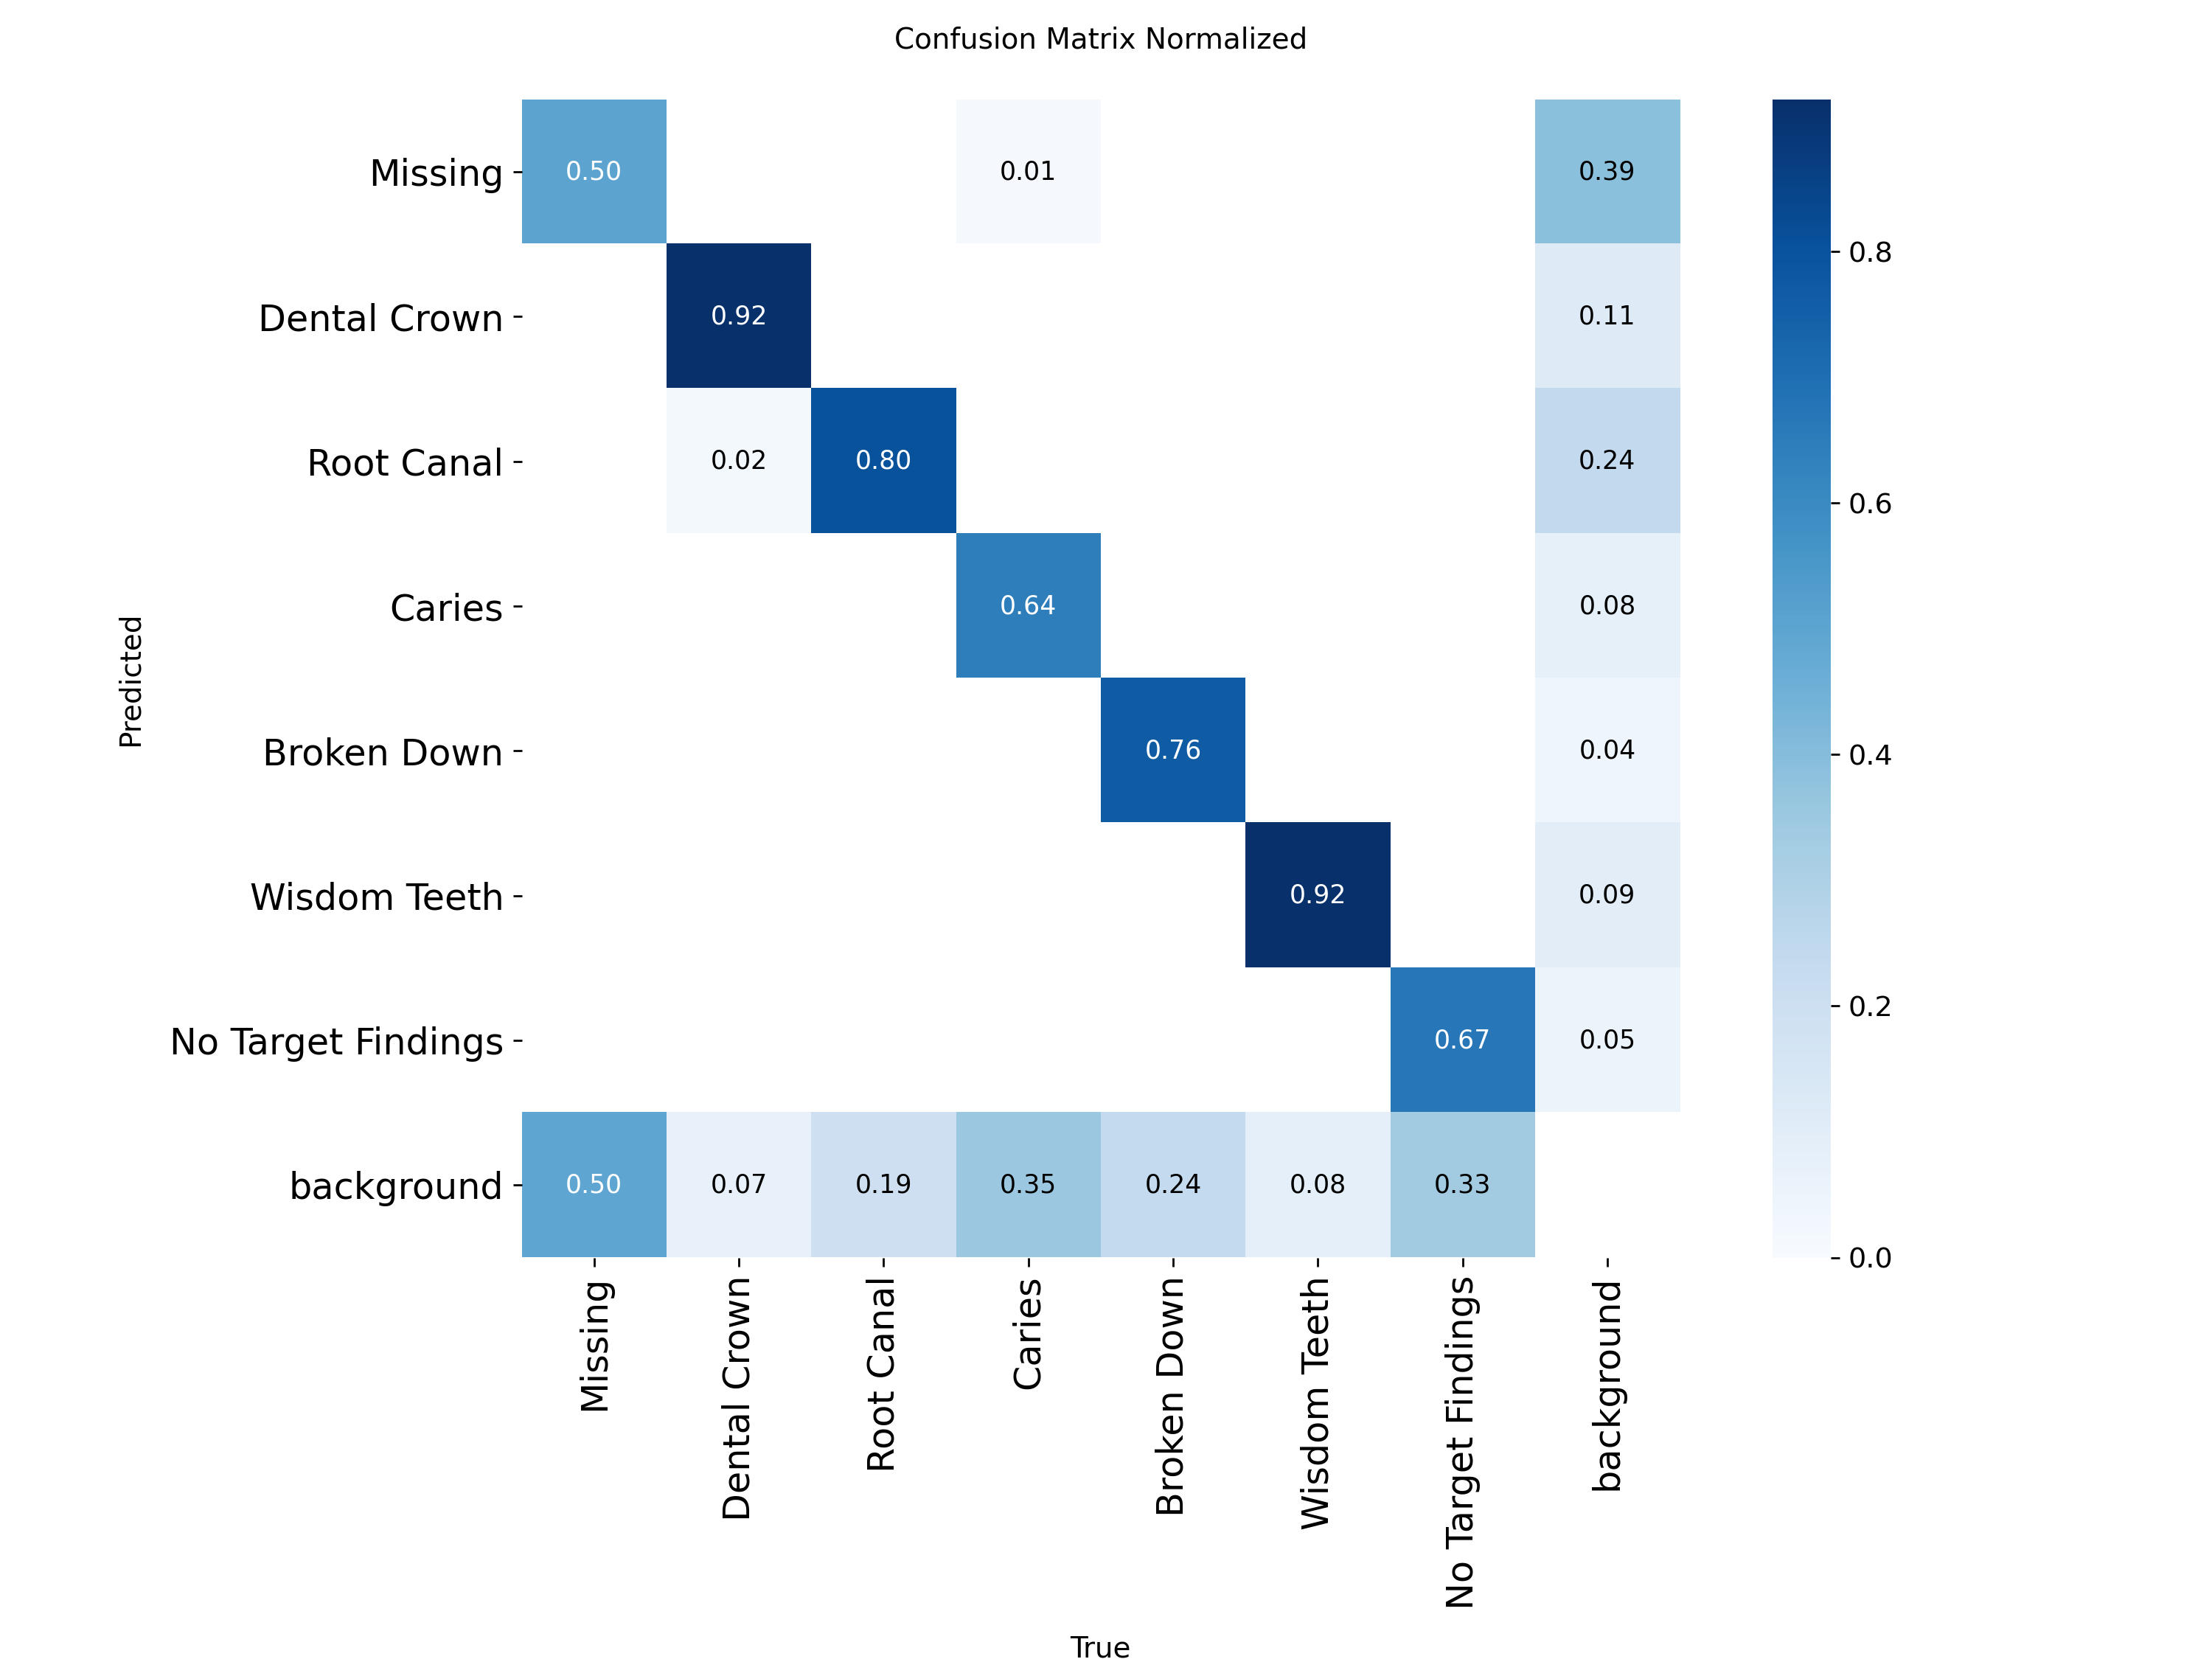 Confusion Matrix Normalized
Missing
0.50
0.01
0.39
Dental Crown
0.92
0.11
Root Canal
0.02
0.80
0.24
Caries
0.64
0.08
Broken Down
0.76
0.04
Wisdom Teeth
0.92
0.09
No Target Findings
0.67
0.05
background
0.50
0.07
0.19
0.35
0.24
0.08
0.33
Predicted
Missing
Dental Crown
Root Canal
Caries
Broken Down
Wisdom Teeth
No Target Findings
background
True
0.8
0.6
0.4
0.2
0.0